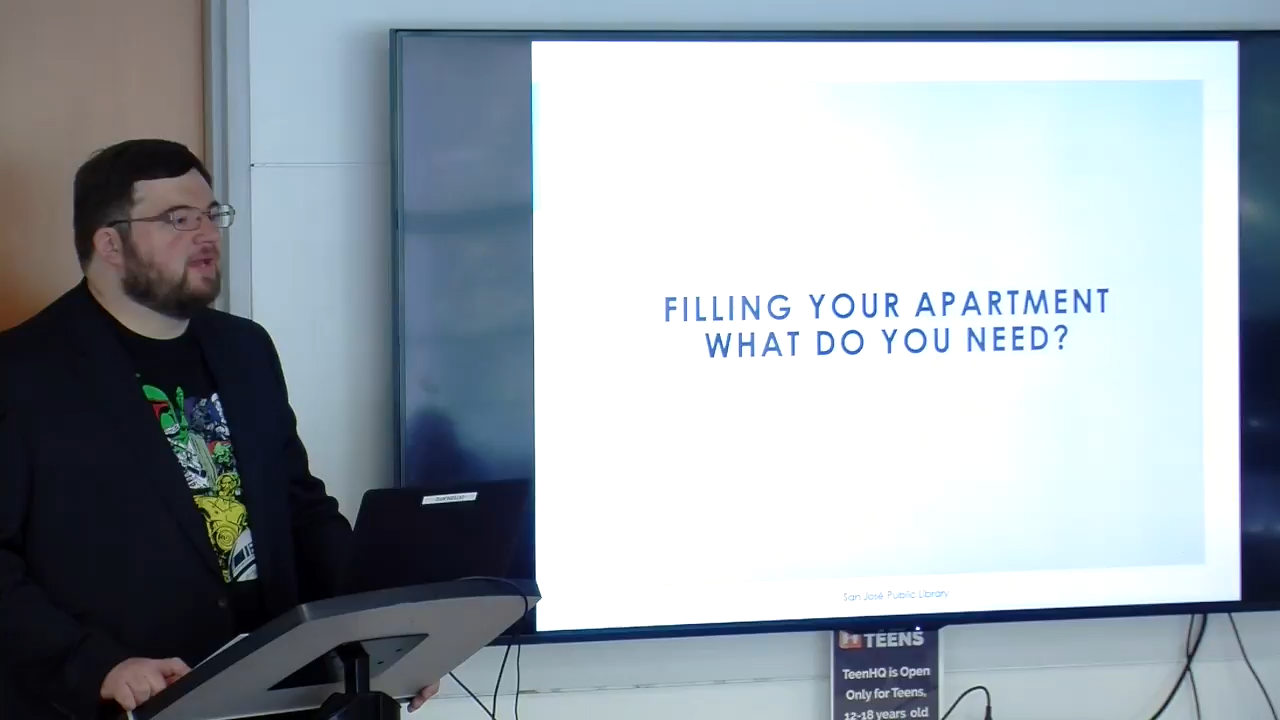 FILLING YOUR APARTMENT
WHAT DO YOU NEED?
San José Public Library
TEENS
TeenHQ is Open
Only for Teens,
12-18 years old